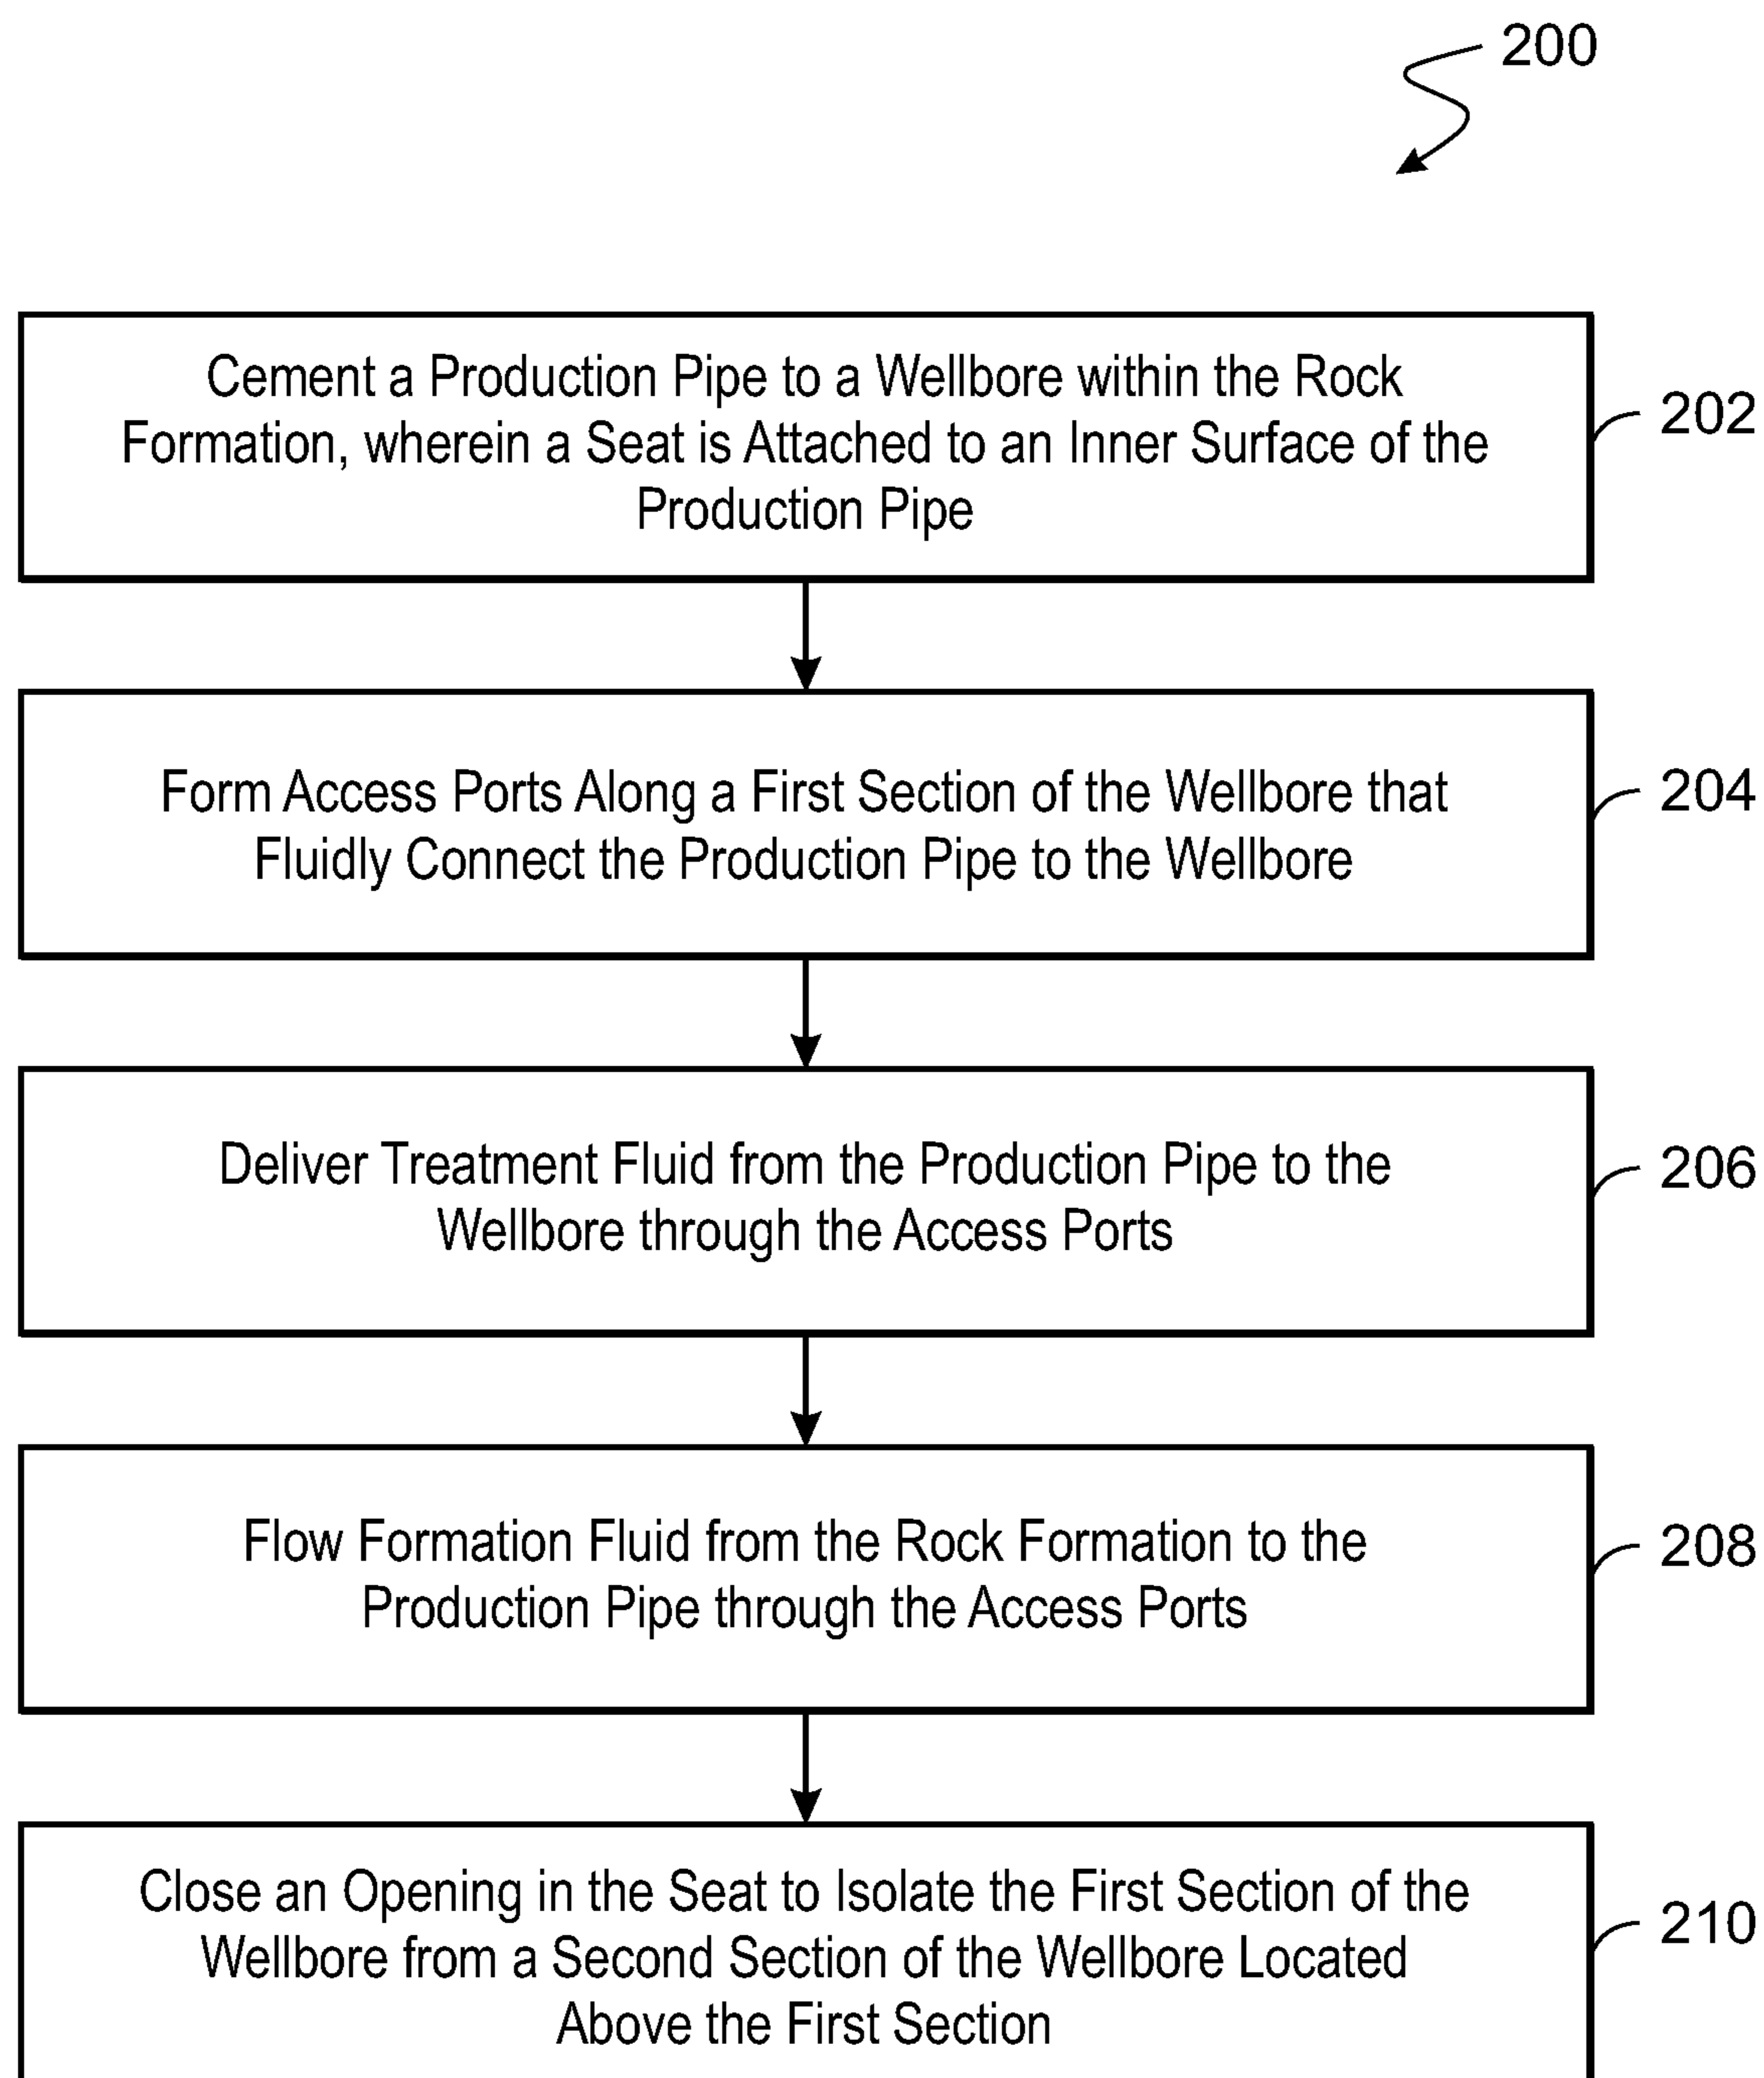 200
Cement a Production Pipe to a Wellbore within the Rock
Formation, wherein a Seat is Attached to an Inner Surface of the
Production Pipe
202
Form Access Ports Along a First Section of the Wellbore that
Fluidly Connect the Production Pipe to the Wellbore
204
Deliver Treatment Fluid from the Production Pipe to the
Wellbore through the Access Ports
206
Flow Formation Fluid from the Rock Formation to the
Production Pipe through the Access Ports
208
Close an Opening in the Seat to Isolate the First Section of the
Wellbore from a Second Section of the Wellbore Located
Above the First Section
210